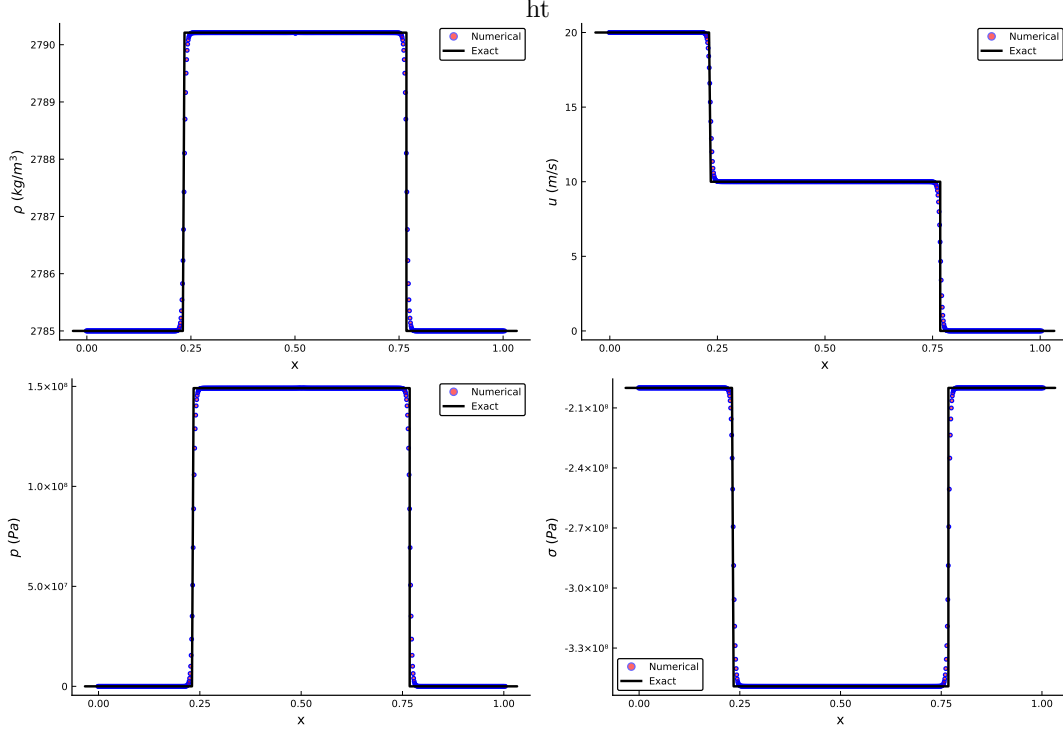 ht
2790
2789
2788
2787
2786
2785
ρ (kg/m³)
0.00 0.25 0.50 0.75 1.00
x
Numerical
Exact
20
15
10
5
0
u (m/s)
0.00 0.25 0.50 0.75 1.00
x
Numerical
Exact
1.5×10⁸
1.0×10⁸
5.0×10⁷
0
p (Pa)
0.00 0.25 0.50 0.75 1.00
x
Numerical
Exact
-2.1×10⁸
-2.4×10⁸
-2.7×10⁸
-3.0×10⁸
-3.3×10⁸
σ (Pa)
0.00 0.25 0.50 0.75 1.00
x
Numerical
Exact